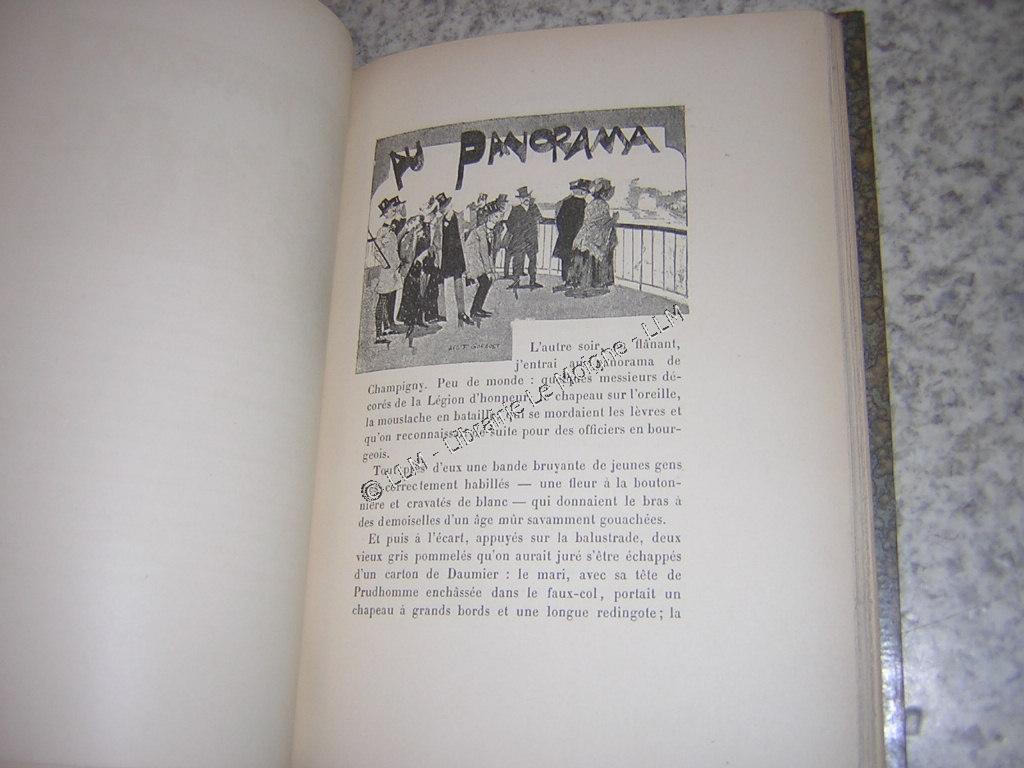 AU PANORAMA
L'autre soir, flânant,
j'entrai au panorama de
Champigny. Peu de monde : quelques messieurs dé-
corés de la Légion d'honneur, le chapeau sur l'oreille,
la moustache en bataille, qui se mordaient les lèvres et
qu'on reconnaissait de suite pour des officiers en bour-
geois.
Tout près d'eux une bande bruyante de jeunes gens
correctement habillés — une fleur à la bouton-
nière et cravatés de blanc — qui donnaient le bras à
des demoiselles d'un âge mûr savamment gouachées.
Et puis à l'écart, appuyés sur la balustrade, deux
vieux gris pommelés qu'on aurait juré s'être échappés
d'un carton de Daumier : le mari, avec sa tête de
Prudhomme enchâssée dans le faux-col, portait un
chapeau à grands bords et une longue redingote ; la
© LLM - Librairie Le Moigne - LLM